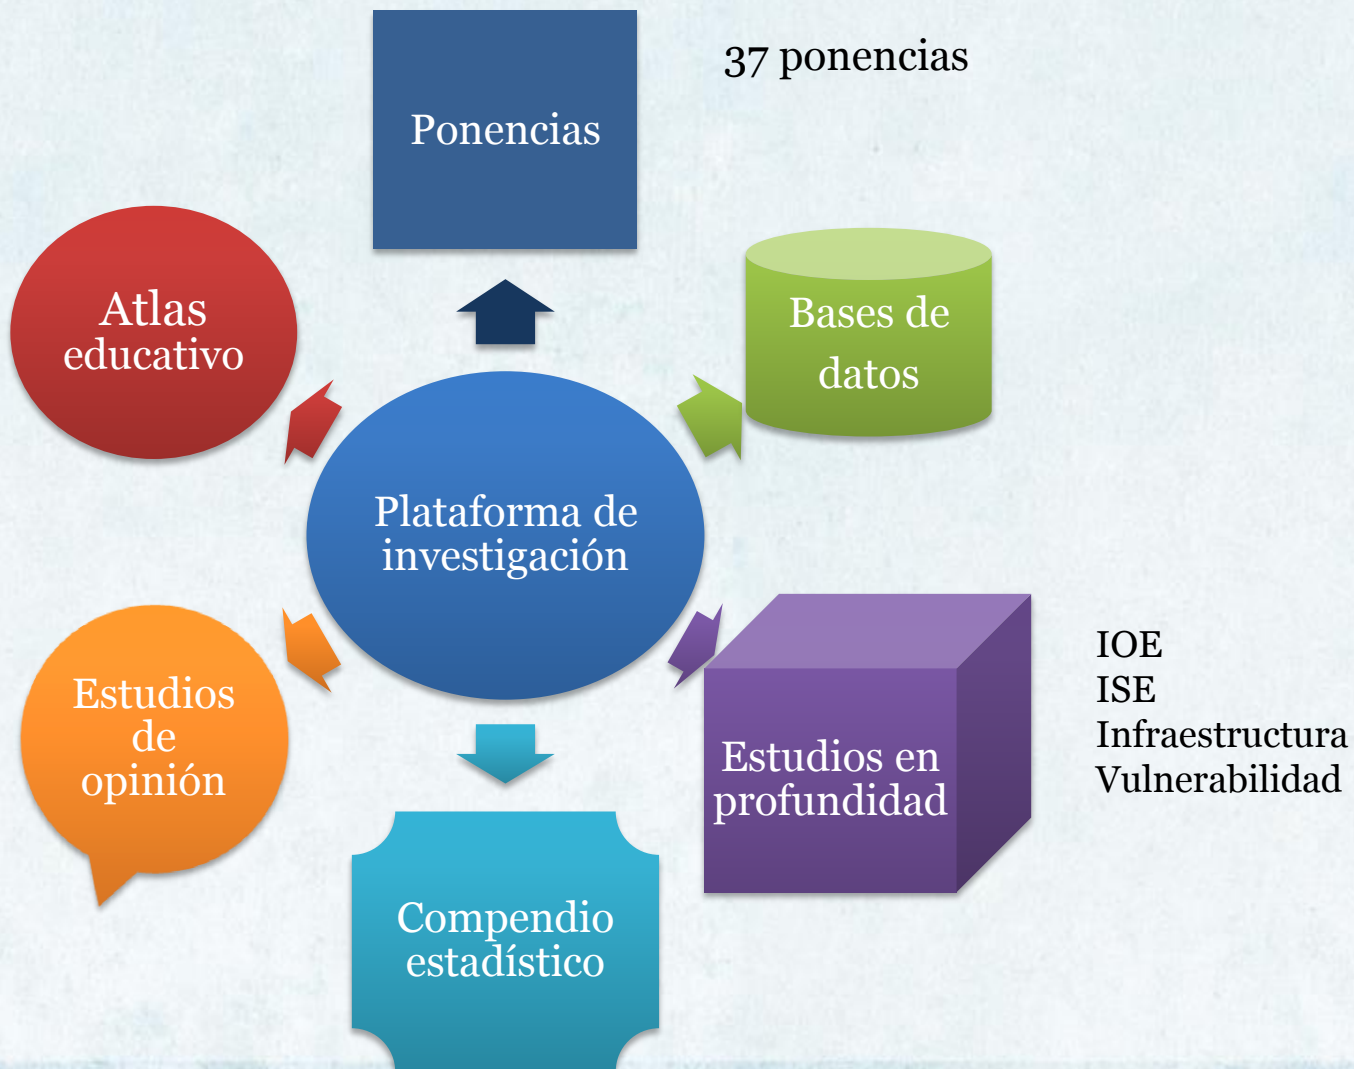 Ponencias
37 ponencias
Atlas
educativo
Bases de
datos
Plataforma de
investigación
Estudios
de
opinión
Estudios en
profundidad
IOE
ISE
Infraestructura
Vulnerabilidad
Compendio
estadístico